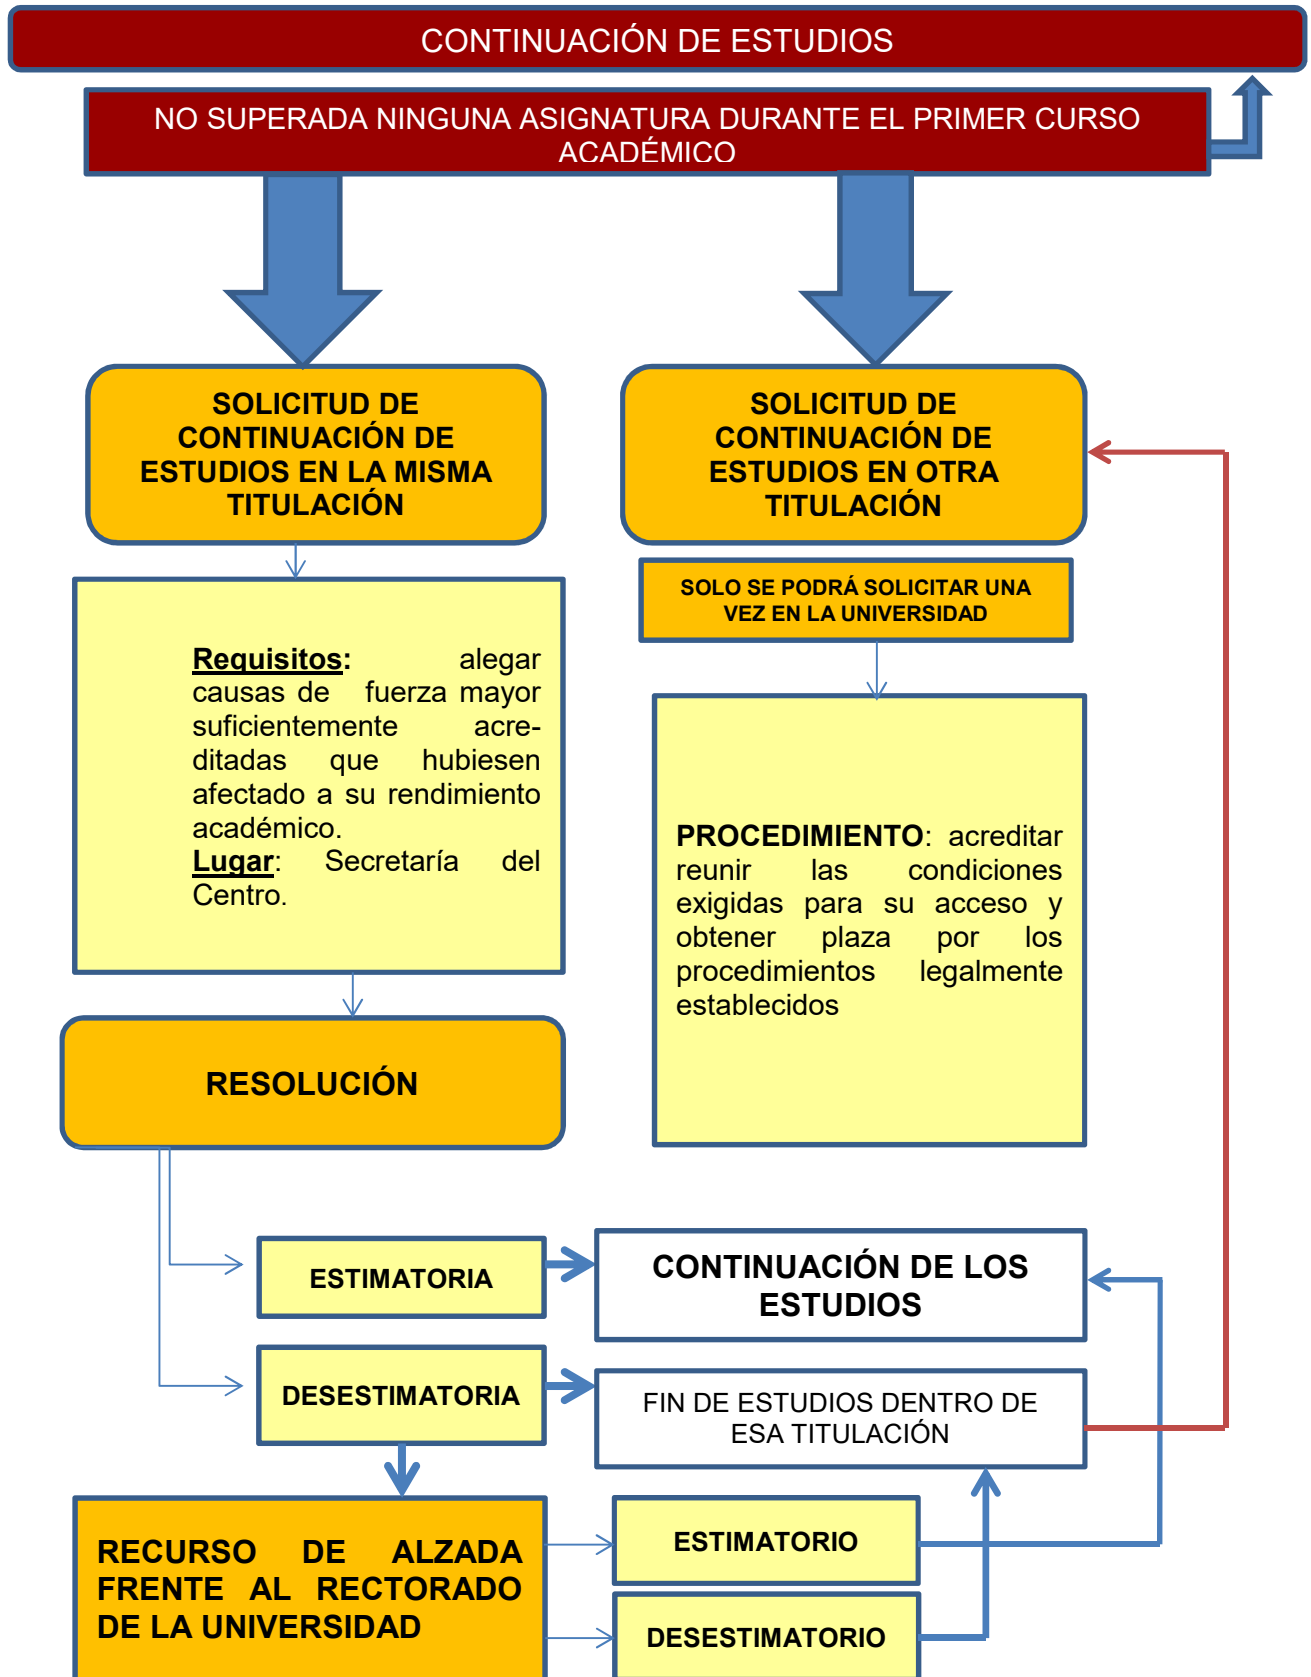 CONTINUACIÓN DE ESTUDIOS
NO SUPERADA NINGUNA ASIGNATURA DURANTE EL PRIMER CURSO
ACADÉMICO
SOLICITUD DE
CONTINUACIÓN DE
ESTUDIOS EN LA MISMA
TITULACIÓN
SOLICITUD DE
CONTINUACIÓN DE
ESTUDIOS EN OTRA
TITULACIÓN
SOLO SE PODRÁ SOLICITAR UNA
VEZ EN LA UNIVERSIDAD
Requisitos: alegar
causas de fuerza mayor
suficientemente acre-
ditadas que hubiesen
afectado a su rendimiento
académico.
Lugar: Secretaría del
Centro.
PROCEDIMIENTO: acreditar
reunir las condiciones
exigidas para su acceso y
obtener plaza por los
procedimientos legalmente
establecidos
RESOLUCIÓN
ESTIMATORIA
CONTINUACIÓN DE LOS
ESTUDIOS
DESESTIMATORIA
FIN DE ESTUDIOS DENTRO DE
ESA TITULACIÓN
RECURSO DE ALZADA
FRENTE AL RECTORADO
DE LA UNIVERSIDAD
ESTIMATORIO
DESESTIMATORIO